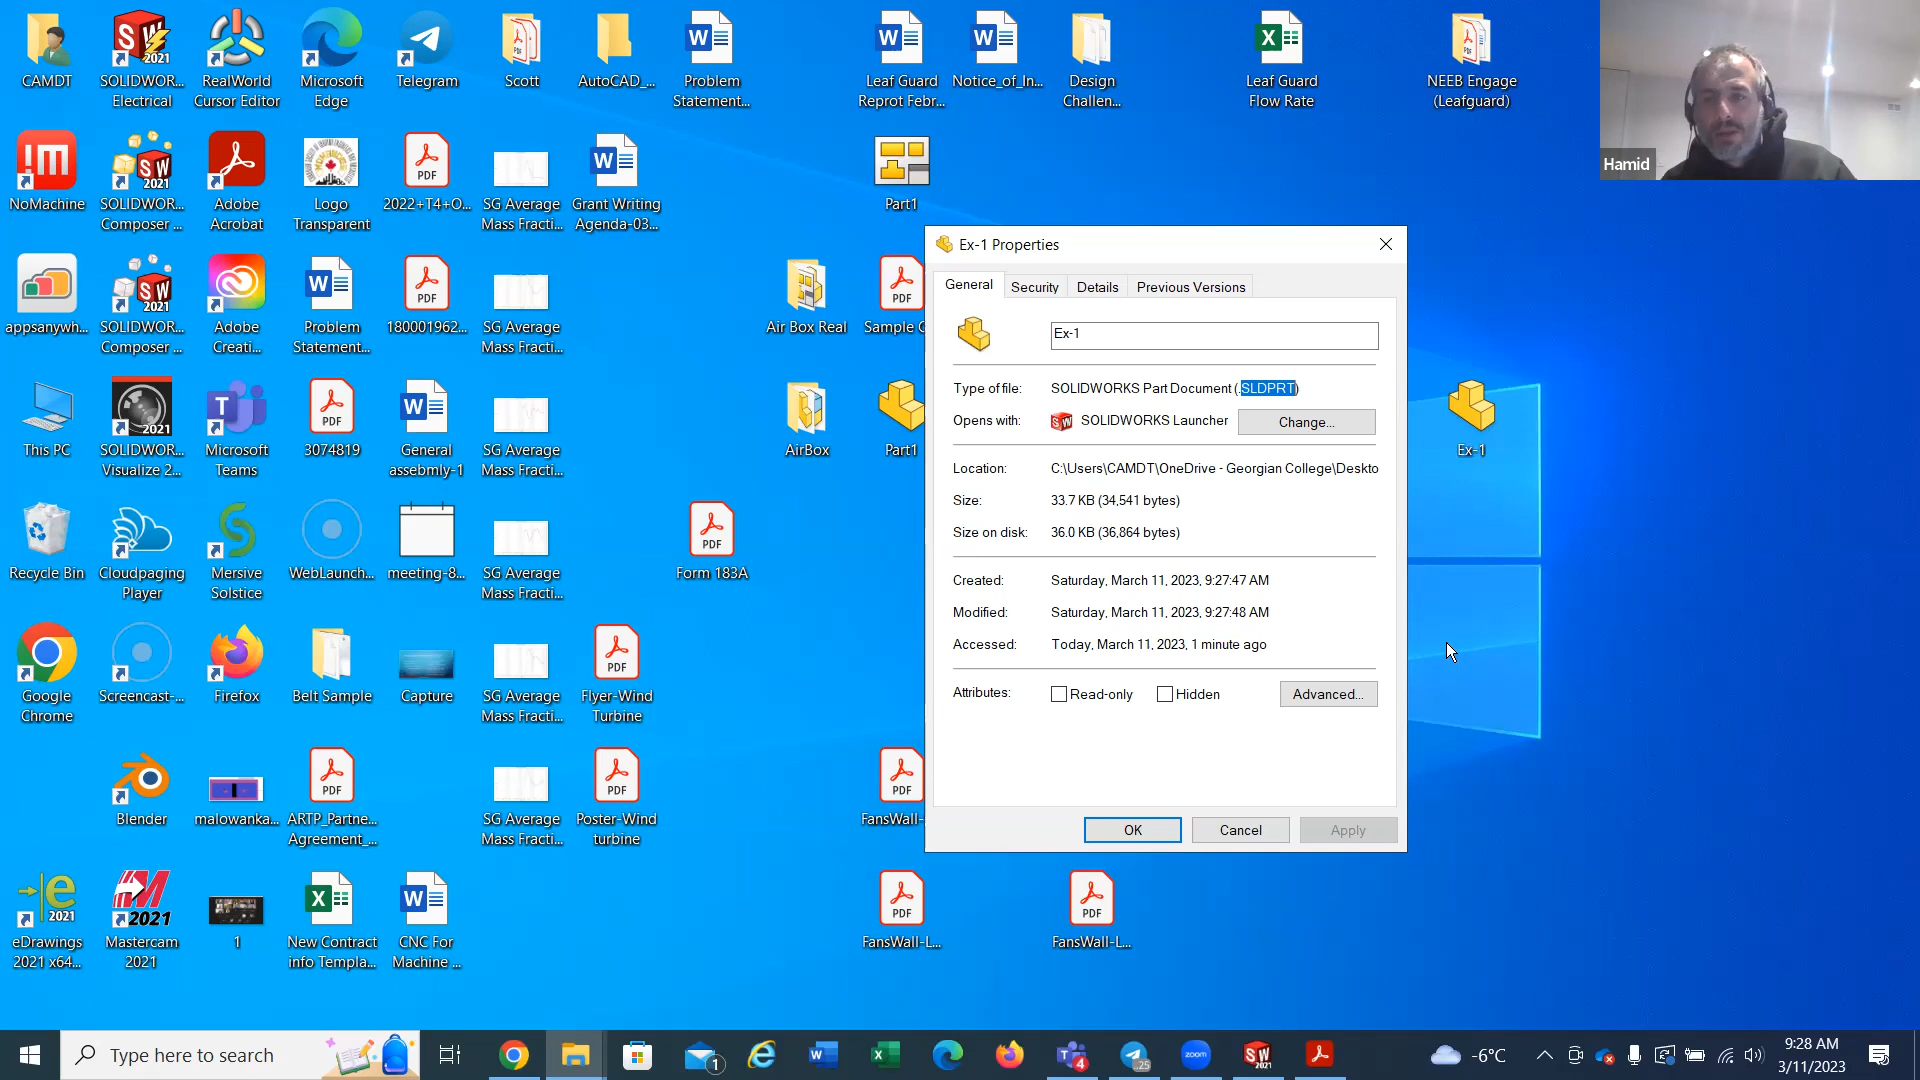 CAMDT
SOLIDWOR...
Electrical
RealWorld
Cursor Editor
Microsoft
Edge
Telegram
Scott
AutoCAD_...
Problem
Statement...
Leaf Guard
Reprot Febr...
Notice_of_In...
Design
Challen...
Leaf Guard
Flow Rate
NEEB Engage
(Leafguard)
Hamid
NoMachine
SOLIDWOR...
Composer ...
Adobe
Acrobat
Logo
Transparent
2022+T4+O...
SG Average
Mass Fracti...
Grant Writing
Agenda-03...
Part1
appsanywh...
SOLIDWOR...
Composer ...
Adobe
Creati...
Problem
Statement...
180001962...
SG Average
Mass Fracti...
Air Box Real
Sample C
This PC
SOLIDWOR...
Visualize 2...
Microsoft
Teams
3074819
General
assebmly-1
SG Average
Mass Fracti...
AirBox
Part1
Ex-1
Recycle Bin
Cloudpaging
Player
Mersive
Solstice
WebLaunch...
meeting-8...
SG Average
Mass Fracti...
Form 183A
Google
Chrome
Screencast-...
Firefox
Belt Sample
Capture
SG Average
Mass Fracti...
Flyer-Wind
Turbine
Blender
malowanka...
ARTP_Partne...
Agreement_...
SG Average
Mass Fracti...
Poster-Wind
turbine
FansWall-
eDrawings
2021 x64...
Mastercam
2021
1
New Contract
info Templa...
CNC For
Machine ...
FansWall-L...
FansWall-L...
Ex-1 Properties
General Security Details Previous Versions
Ex-1
Type of file: SOLIDWORKS Part Document (.SLDPRT)
Opens with: SOLIDWORKS Launcher Change...
Location: C:\Users\CAMDT\OneDrive - Georgian College\Deskto
Size: 33.7 KB (34,541 bytes)
Size on disk: 36.0 KB (36,864 bytes)
Created: Saturday, March 11, 2023, 9:27:47 AM
Modified: Saturday, March 11, 2023, 9:27:48 AM
Accessed: Today, March 11, 2023, 1 minute ago
Attributes: Read-only Hidden Advanced...
OK Cancel Apply
Type here to search
-6°C
9:28 AM
3/11/2023